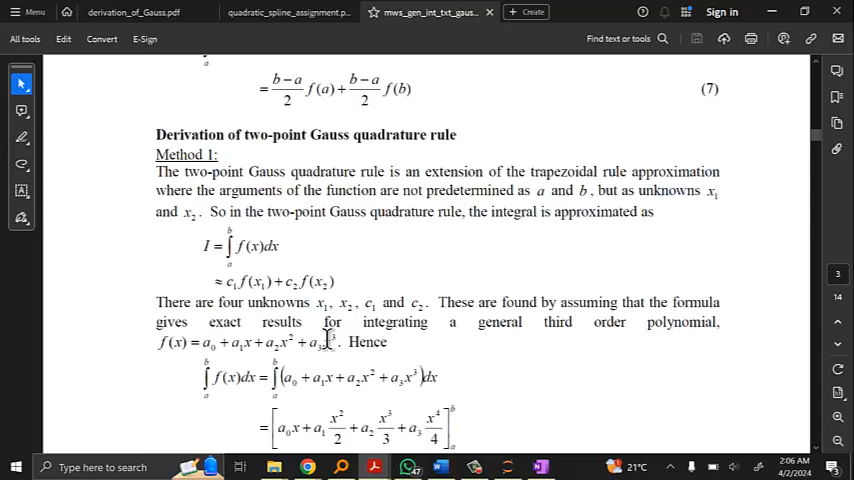 Menu
derivation_of_Gauss.pdf
quadratic_spline_assignment.p...
mws_gen_int_txt_gaus...
+ Create
Sign in
All tools
Edit
Convert
E-Sign
Find text or tools
a
= b−a/2 f(a) + b−a/2 f(b) (7)
Derivation of two-point Gauss quadrature rule
Method 1:
The two-point Gauss quadrature rule is an extension of the trapezoidal rule approximation
where the arguments of the function are not predetermined as a and b, but as unknowns x₁
and x₂. So in the two-point Gauss quadrature rule, the integral is approximated as
I = ∫ₐᵇ f(x)dx
≈ c₁f(x₁) + c₂f(x₂)
There are four unknowns x₁, x₂, c₁ and c₂. These are found by assuming that the formula
gives exact results for integrating a general third order polynomial,
f(x) = a₀ + a₁x + a₂x² + a₃x³. Hence
∫ₐᵇ f(x)dx = ∫ₐᵇ (a₀ + a₁x + a₂x² + a₃x³)dx
= [a₀x + a₁ x²/2 + a₂ x³/3 + a₃ x⁴/4]ₐᵇ
3
14
Type here to search
47
21°C
2:06 AM
4/2/2024